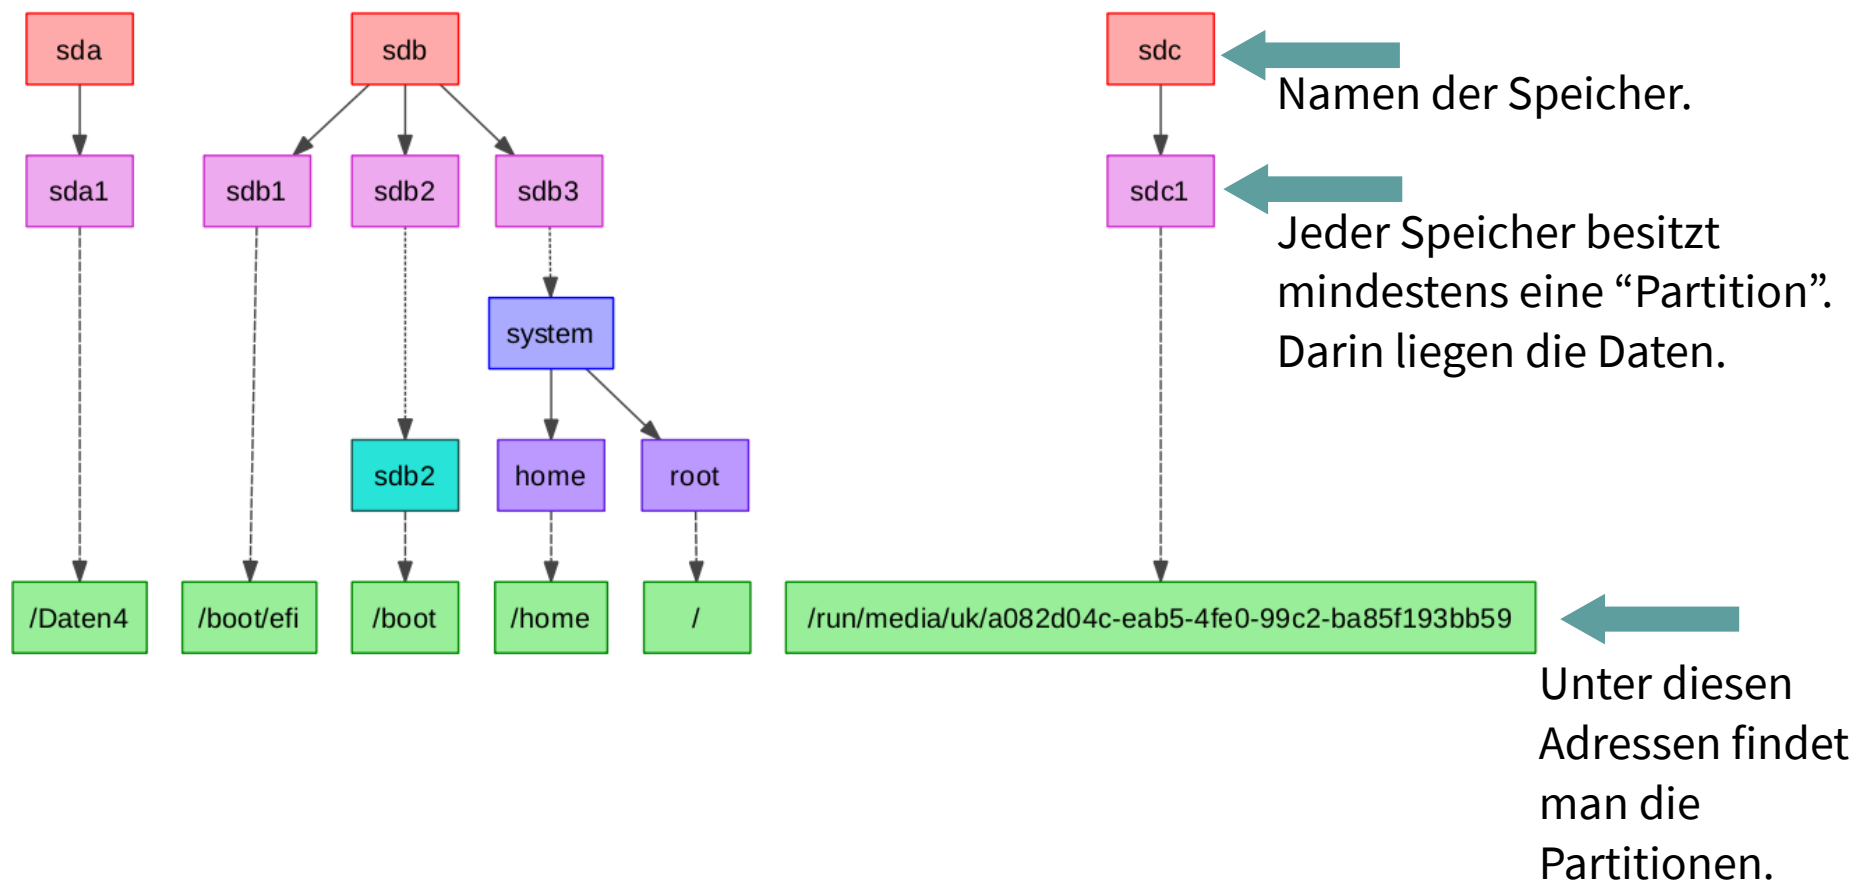 sda
sdb
sdc
Namen der Speicher.
sda1
sdb1
sdb2
sdb3
sdc1
Jeder Speicher besitzt
mindestens eine “Partition”.
Darin liegen die Daten.
system
sdb2
home
root
/Daten4
/boot/efi
/boot
/home
/
/run/media/uk/a082d04c-eab5-4fe0-99c2-ba85f193bb59
Unter diesen
Adressen findet
man die
Partitionen.